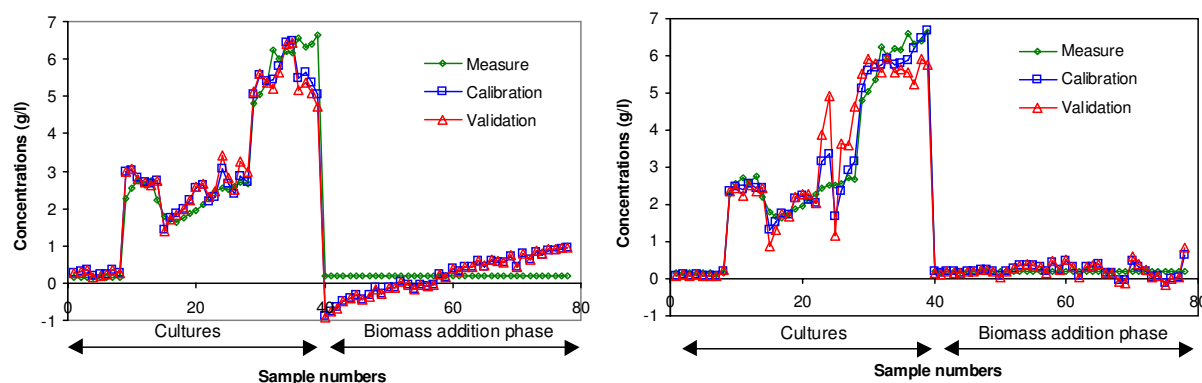 Concentrations (g/l)
7
6
5
4
3
2
1
0
-1
0
20
40
60
80
Measure
Calibration
Validation
Cultures
Biomass addition phase
Sample numbers
Concentrations (g/l)
7
6
5
4
3
2
1
0
-1
0
20
40
60
80
Measure
Calibration
Validation
Cultures
Biomass addition phase
Sample numbers